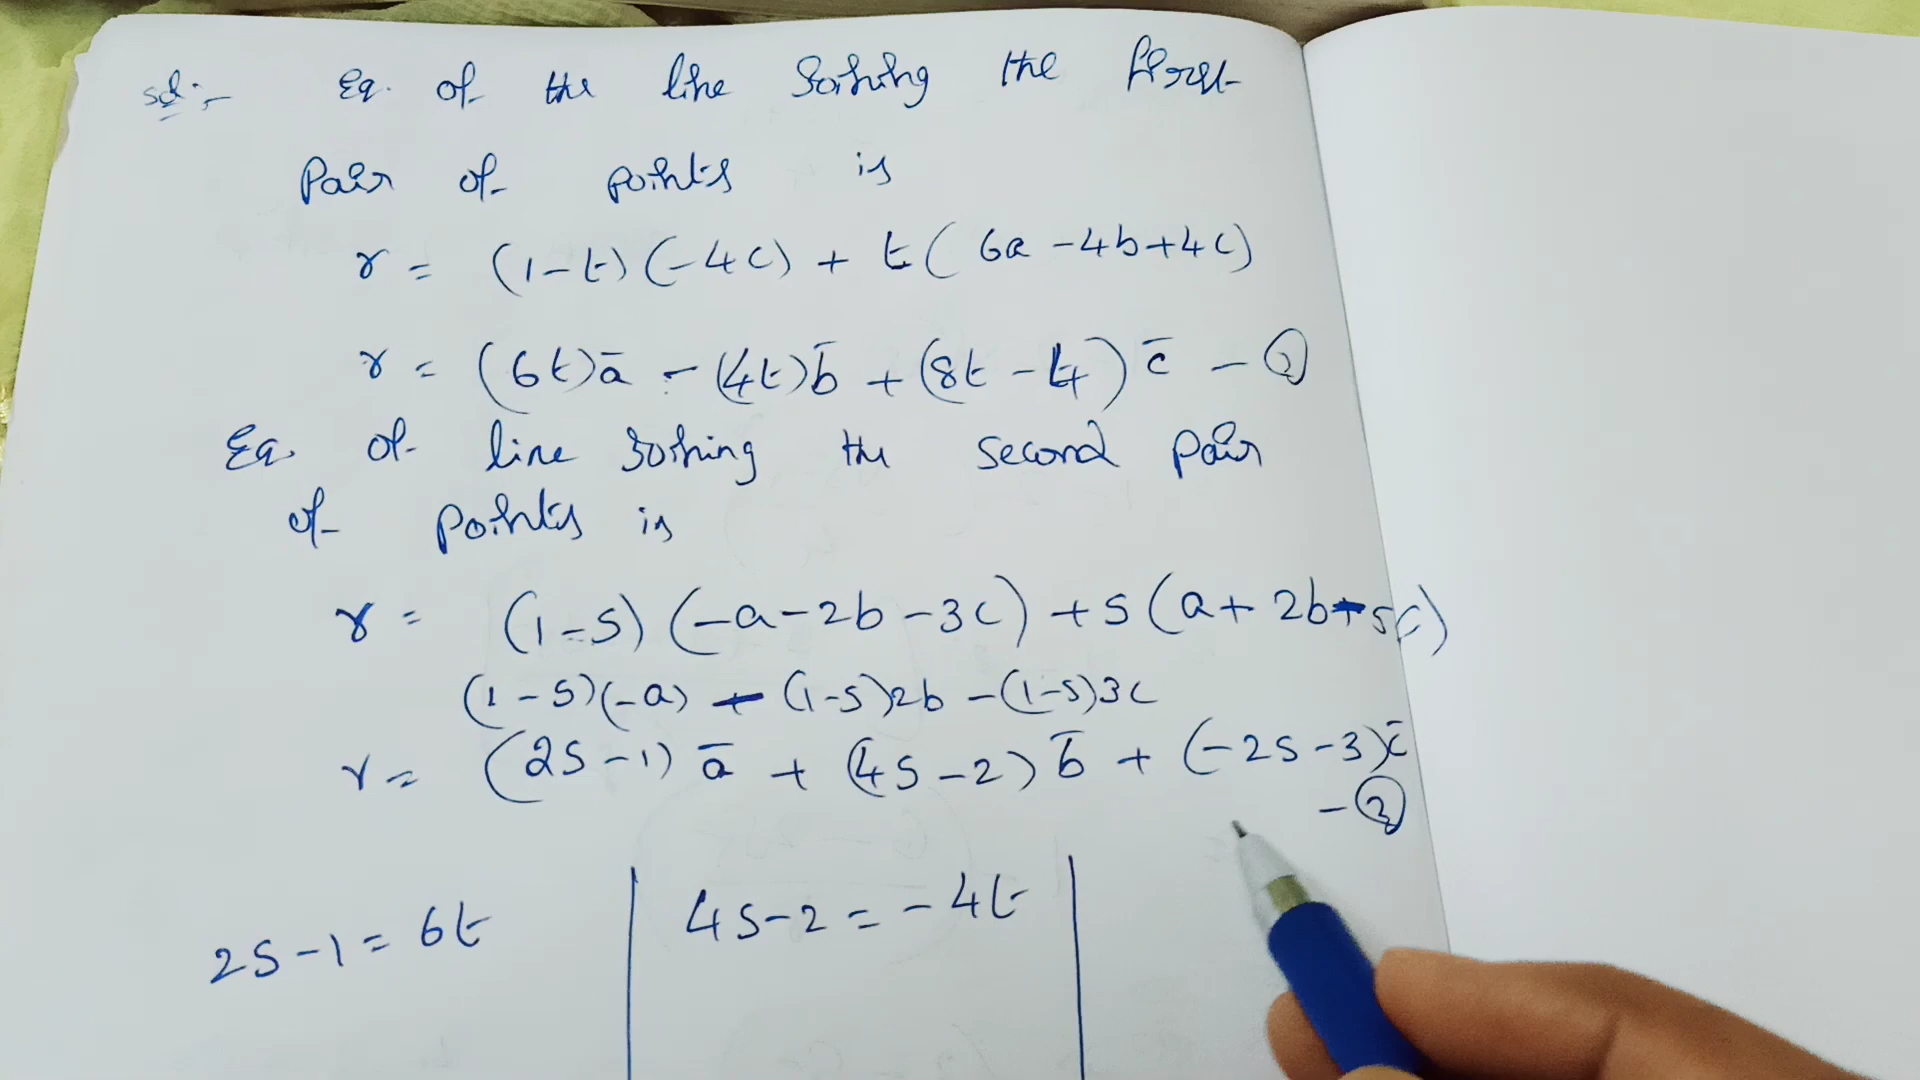 sol:- Eq. of the line Joining the first
Pair of points is
r = (1-t)(-4c) + t(6a-4b+4c)
r = (6t)a̅ - (4t)b̅ + (8t-4)c̅ -
Eq. of line Joining the second pair
of points is
r = (1-s)(-a-2b-3c)+s(a+2b-5c)
(1-s)(-a) - (1-s)2b -(1-s)3c
r = (2s-1)a̅ + (4s-2)b̅ + (-2s-3)c̅
- ②
2s-1=6t | 4s-2=-4t |